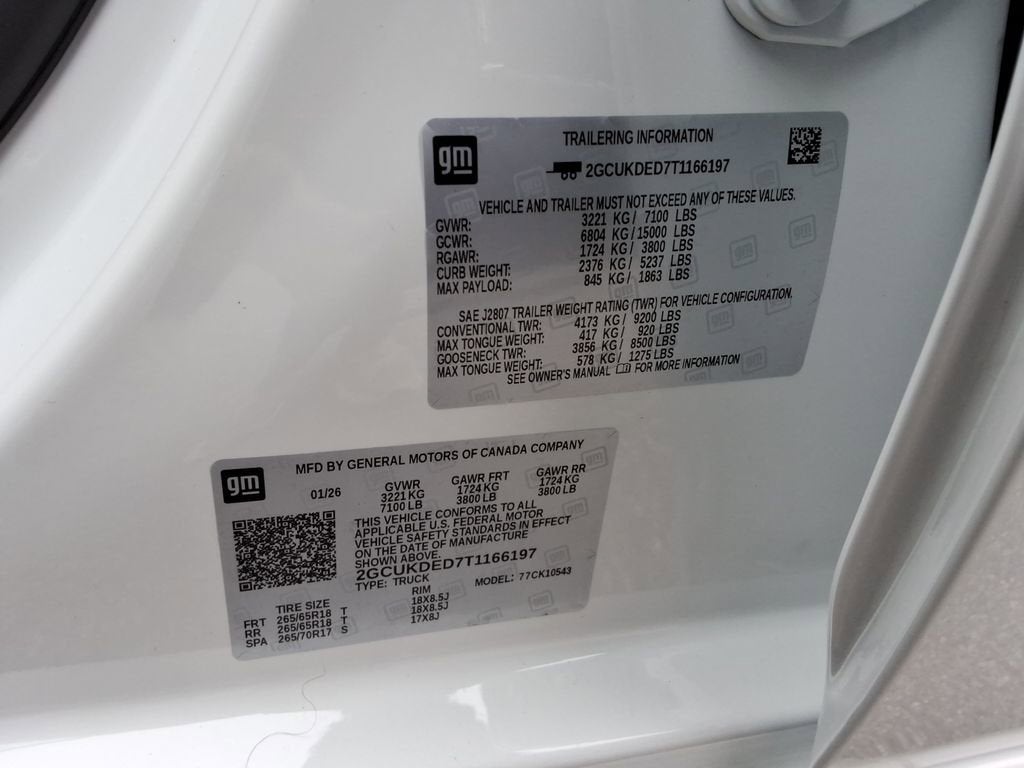 gm
TRAILERING INFORMATION
2GCUKDED7T1166197
VEHICLE AND TRAILER MUST NOT EXCEED ANY OF THESE VALUES.
GVWR: 3221 KG / 7100 LBS
GCWR: 6804 KG / 15000 LBS
RGAWR: 1724 KG / 3800 LBS
CURB WEIGHT: 2376 KG / 5237 LBS
MAX PAYLOAD: 845 KG / 1863 LBS
SAE J2807 TRAILER WEIGHT RATING (TWR) FOR VEHICLE CONFIGURATION.
CONVENTIONAL TWR: 4173 KG / 9200 LBS
MAX TONGUE WEIGHT: 417 KG / 920 LBS
GOOSENECK TWR: 3856 KG / 8500 LBS
MAX TONGUE WEIGHT: 578 KG / 1275 LBS
SEE OWNER'S MANUAL FOR MORE INFORMATION
gm
MFD BY GENERAL MOTORS OF CANADA COMPANY
01/26 GVWR GAWR FRT GAWR RR
3221 KG 1724 KG 1724 KG
7100 LB 3800 LB 3800 LB
THIS VEHICLE CONFORMS TO ALL
APPLICABLE U.S. FEDERAL MOTOR
VEHICLE SAFETY STANDARDS IN EFFECT
ON THE DATE OF MANUFACTURE
SHOWN ABOVE.
2GCUKDED7T1166197
TYPE: TRUCK MODEL: 77CK10543
TIRE SIZE RIM
FRT 265/65R18 T 18X8.5J
RR 265/65R18 T 18X8.5J
SPA 265/70R17 S 17X8J